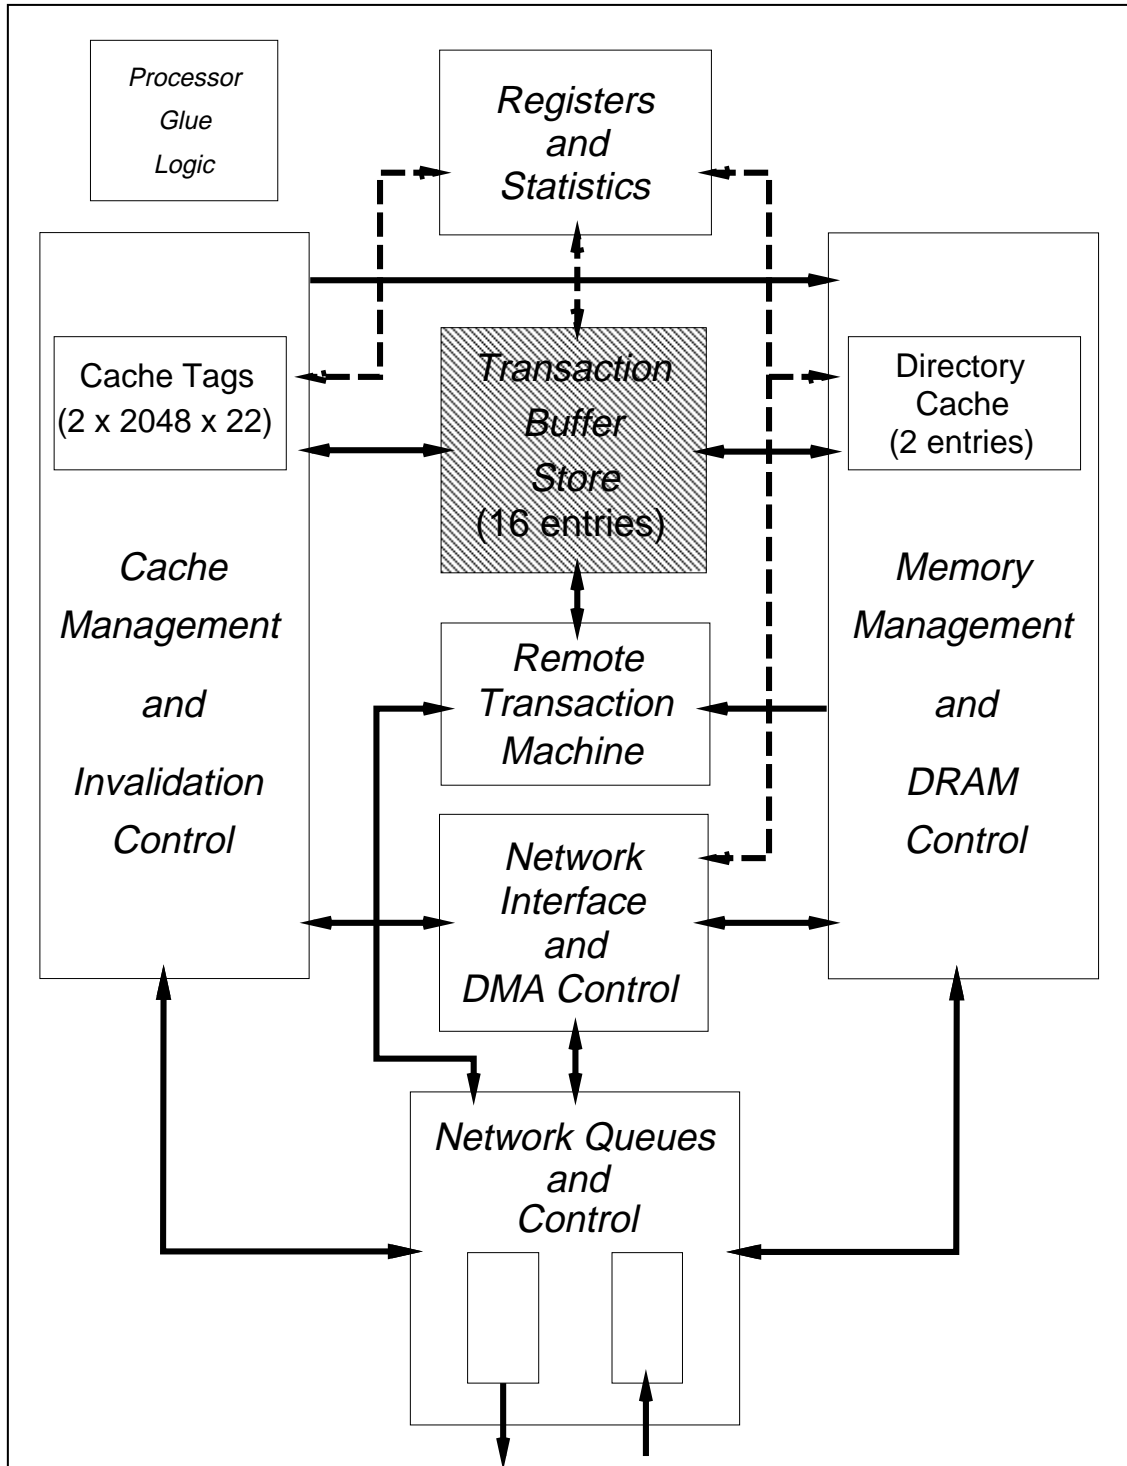 Processor
Glue
Logic
Registers
and
Statistics
Cache Tags
(2 x 2048 x 22)
Transaction
Buffer
Store
(16 entries)
Directory
Cache
(2 entries)
Cache
Management
and
Invalidation
Control
Memory
Management
and
DRAM
Control
Remote
Transaction
Machine
Network
Interface
and
DMA Control
Network Queues
and
Control